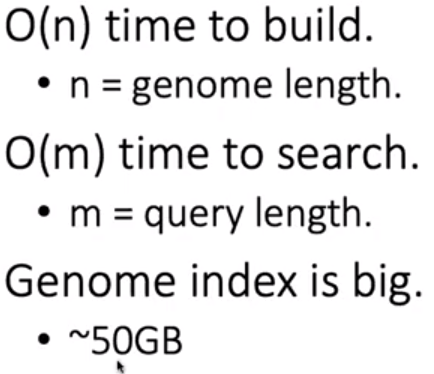 O(n) time to build.
• n = genome length.
O(m) time to search.
• m = query length.
Genome index is big.
• ~50GB